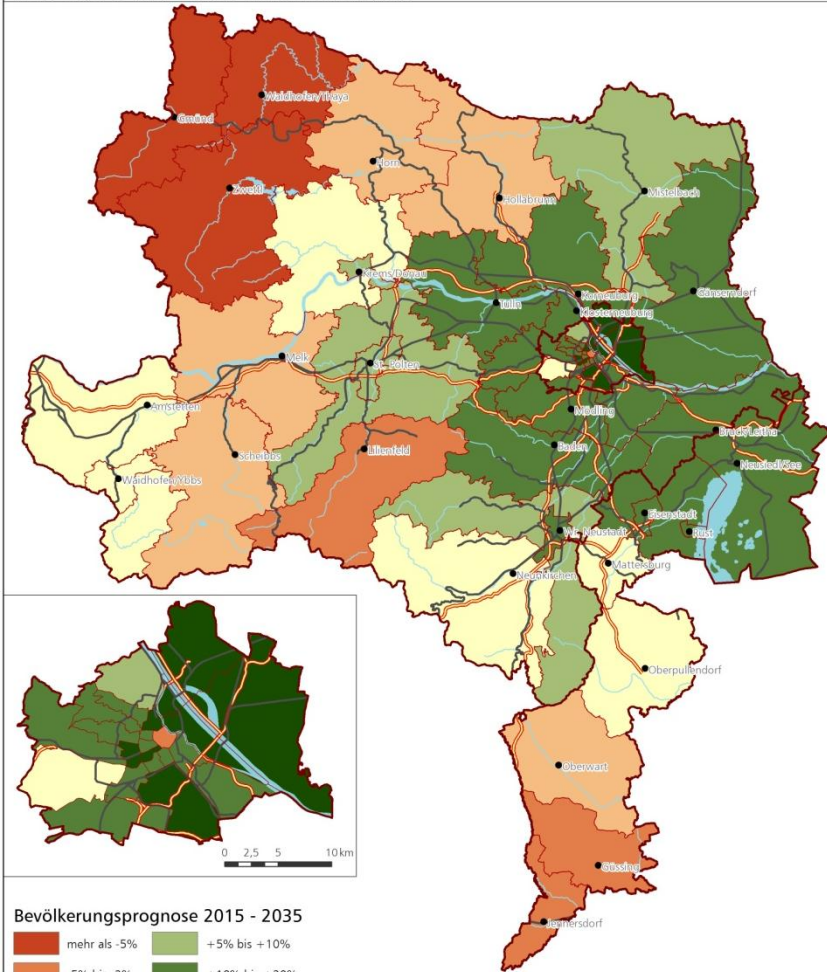 Waidhofen/Thaya
Gmünd
Horn
Zwettl
Hollabrunn
Mistelbach
Krems/Donau
Gänserndorf
Korneuburg
Tulln
Klosterneuburg
Melk
St. Pölten
Amstetten
Mödling
Bruck/Leitha
Baden
Lilienfeld
Scheibbs
Neusiedl/See
Waidhofen/Ybbs
Eisenstadt
Wr. Neustadt
Rust
Mattersburg
Neunkirchen
Oberpullendorf
Oberwart
0 2,5 5 10 km
Güssing
Jennersdorf
Bevölkerungsprognose 2015 - 2035
mehr als -5% +5% bis +10%